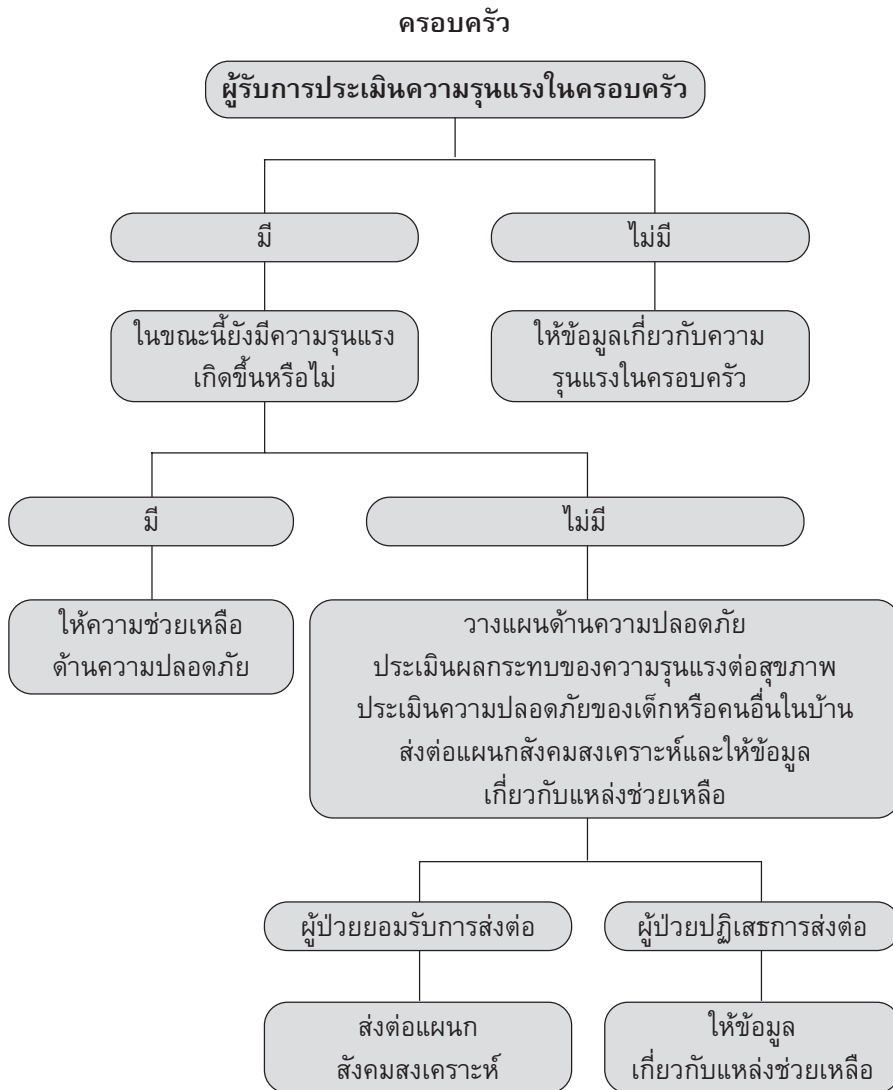 ครอบครัว
ผู้รับการประเมินความรุนแรงในครอบครัว
มี
ไม่มี
ในขณะนี้ยังมีความรุนแรง
เกิดขึ้นหรือไม่
ให้ข้อมูลเกี่ยวกับความ
รุนแรงในครอบครัว
มี
ไม่มี
ให้ความช่วยเหลือ
ด้านความปลอดภัย
วางแผนด้านความปลอดภัย
ประเมินผลกระทบของความรุนแรงต่อสุขภาพ
ประเมินความปลอดภัยของเด็กหรือคนอื่นในบ้าน
ส่งต่อแผนกสังคมสงเคราะห์และให้ข้อมูล
เกี่ยวกับแหล่งช่วยเหลือ
ผู้ป่วยยอมรับการส่งต่อ
ผู้ป่วยปฏิเสธการส่งต่อ
ส่งต่อแผนก
สังคมสงเคราะห์
ให้ข้อมูล
เกี่ยวกับแหล่งช่วยเหลือ